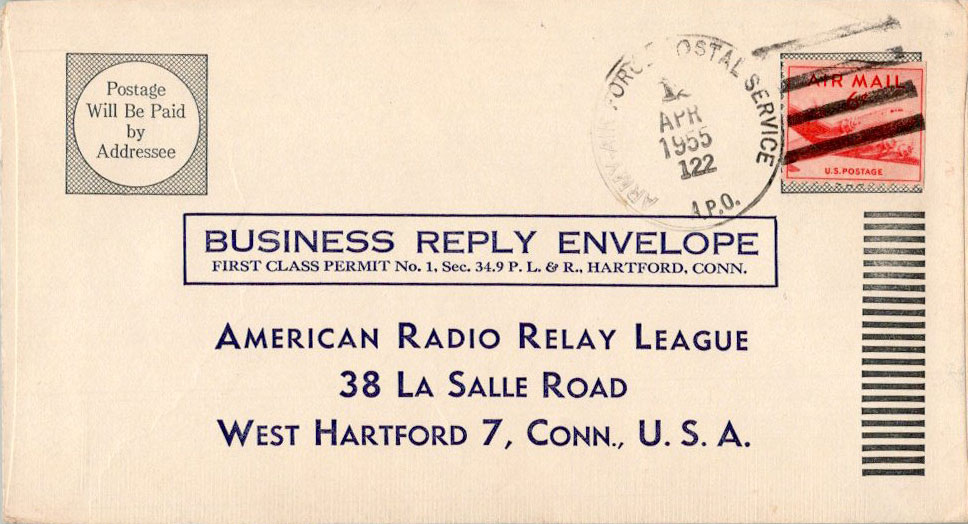 Postage
Will Be Paid
by
Addressee
ARMY AIR FORCE POSTAL SERVICE
APR
1955
122
A.P.O.
AIR MAIL
6¢
U.S. POSTAGE
BUSINESS REPLY ENVELOPE
FIRST CLASS PERMIT No. 1, Sec. 34.9 P. L. & R., HARTFORD, CONN.
AMERICAN RADIO RELAY LEAGUE
38 LA SALLE ROAD
WEST HARTFORD 7, CONN., U. S. A.